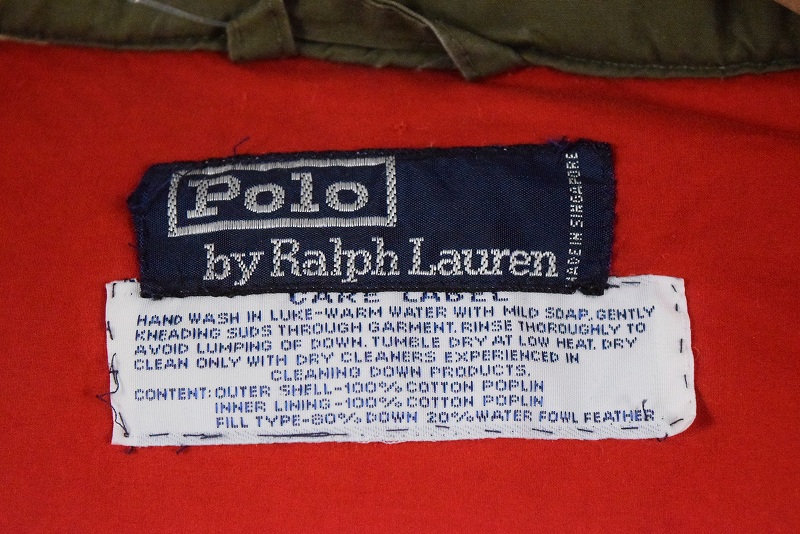 Polo
by Ralph Lauren
MADE IN SINGAPORE
CARE LABEL
HAND WASH IN LUKE-WARM WATER WITH MILD SOAP, GENTLY
KNEADING SUDS THROUGH GARMENT. RINSE THOROUGHLY TO
AVOID LUMPING OF DOWN. TUMBLE DRY AT LOW HEAT. DRY
CLEAN ONLY WITH DRY CLEANERS EXPERIENCED IN
CLEANING DOWN PRODUCTS.
CONTENT: OUTER SHELL-100% COTTON POPLIN
INNER LINING-100% COTTON POPLIN
FILL TYPE-80% DOWN 20% WATER FOWL FEATHER